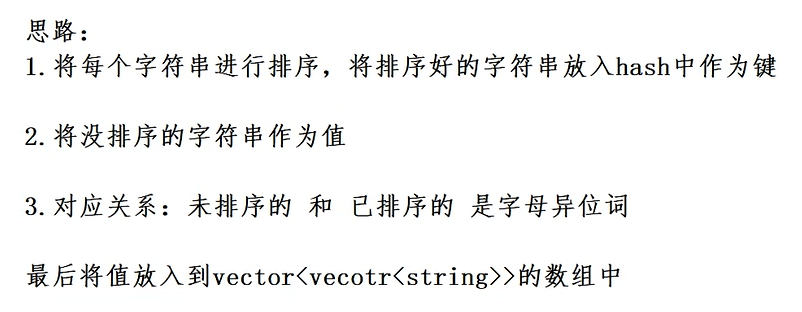 思路：
1.将每个字符串进行排序，将排序好的字符串放入hash中作为键
2.将没排序的字符串作为值
3.对应关系：未排序的 和 已排序的 是字母异位词
最后将值放入到vector<vecotr<string>>的数组中